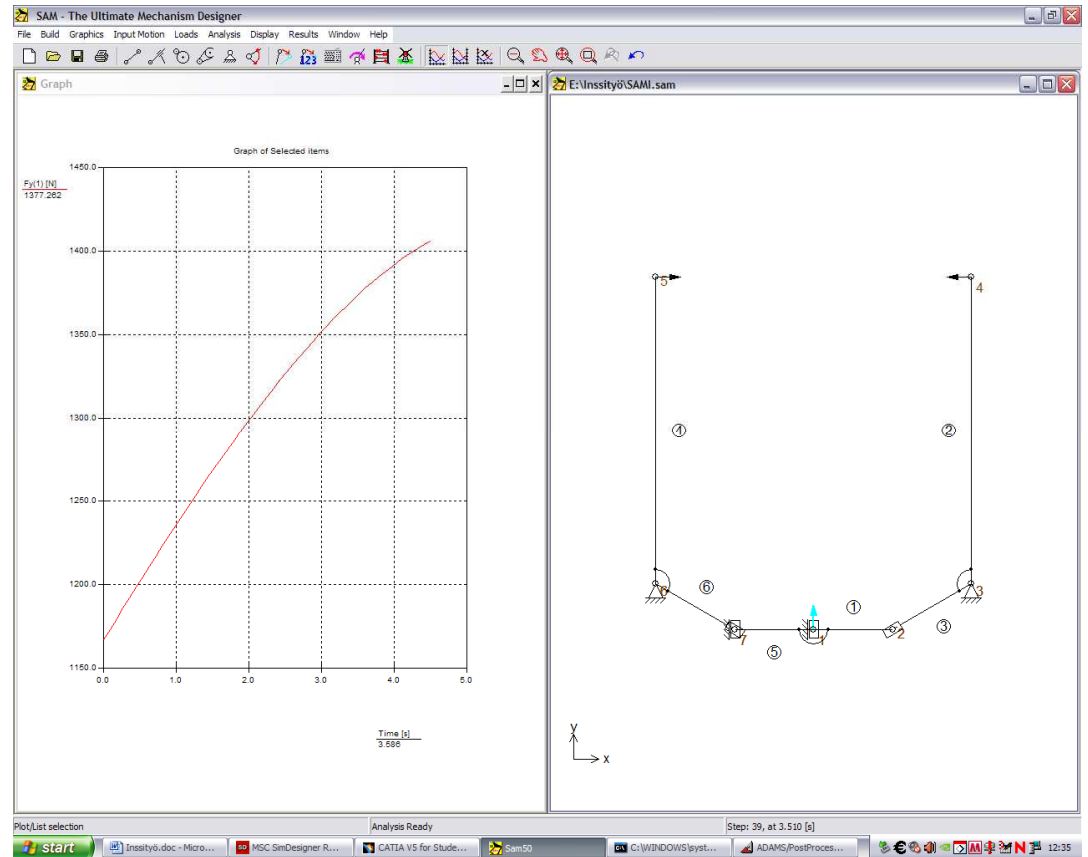 SAM - The Ultimate Mechanism Designer
File Build Graphics Input Motion Loads Analysis Display Results Window Help
123
Graph
E:\Inssityö\SAMI.sam
Graph of Selected items
Fy(1) [N]
1377.262
1450.0
1400.0
1350.0
1300.0
1250.0
1200.0
1150.0
0.0 1.0 2.0 3.0 4.0 5.0
Time [s]
3.586
5
4
4
2
6
3
6
1
7
1
2
3
5
y
x
Plot/List selection
Analysis Ready
Step: 39, at 3.510 [s]
start
Inssityö.doc - Micro...
MSC SimDesigner R...
CATIA V5 for Stude...
Sam50
C:\WINDOWS\syst...
ADAMS/PostProces...
12:35